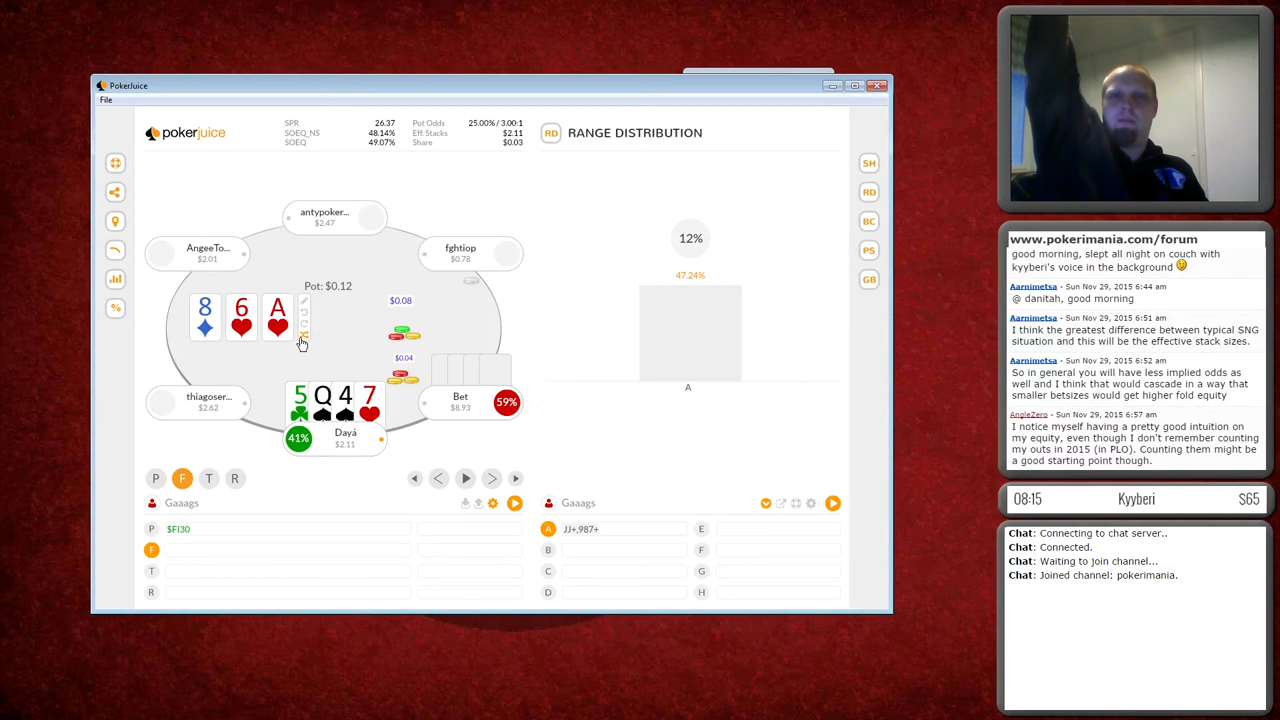 PokerJuice
File
pokerjuice
SPR 26.37
SOEQ_NS 48.14%
SOEQ 49.07%
Pot Odds 25.00% / 3.00:1
Eff. Stacks $2.11
Share $0.03
RD RANGE DISTRIBUTION
antypoker...
$2.47
AngeeTo...
$2.01
fghtiop
$0.78
Pot: $0.12
8 6 A
$0.08
$0.04
5 Q 4 7
thiagoser...
$2.62
41%
Dayá
$2.11
Bet
$8.93
59%
12%
47.24%
A
SH
RD
BC
PS
GB
%
P F T R
Gaaags
P $FI30
F
T
R
Gaaags
A JJ+,987+ E
B F
C G
D H
www.pokerimania.com/forum
good morning, slept all night on couch with
kyyberi's voice in the background
Aarnimetsa - Sun Nov 29, 2015 6:44 am
@ danitah, good morning
Aarnimetsa - Sun Nov 29, 2015 6:51 am
I think the greatest difference between typical SNG
situation and this will be the effective stack sizes.
Aarnimetsa - Sun Nov 29, 2015 6:52 am
So in general you will have less implied odds as
well and I think that would cascade in a way that
smaller betsizes would get higher fold equity
AngleZero - Sun Nov 29, 2015 6:57 am
I notice myself having a pretty good intuition on
my equity, even though I don't remember counting
my outs in 2015 (in PLO). Counting them might be
a good starting point though.
08:15 Kyyberi $65
Chat: Connecting to chat server..
Chat: Connected.
Chat: Waiting to join channel...
Chat: Joined channel: pokerimania.